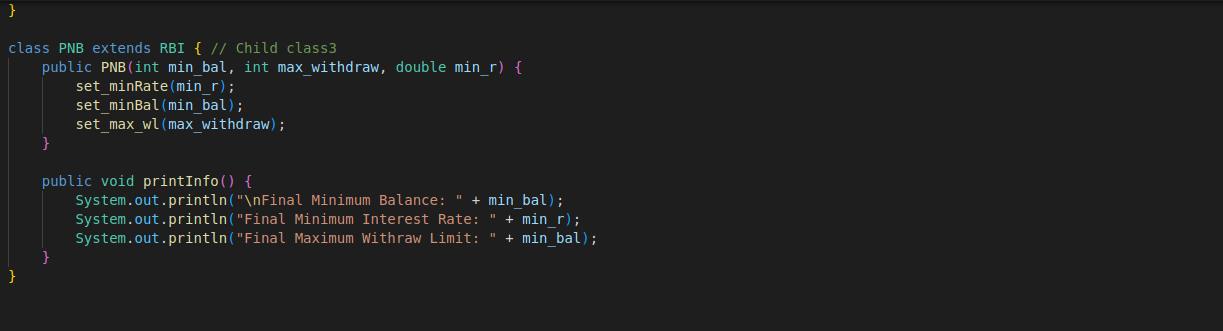 }
class PNB extends RBI { // Child class3
    public PNB(int min_bal, int max_withdraw, double min_r) {
        set_minRate(min_r);
        set_minBal(min_bal);
        set_max_wl(max_withdraw);
    }
    public void printInfo() {
        System.out.println("\nFinal Minimum Balance: " + min_bal);
        System.out.println("Final Minimum Interest Rate: " + min_r);
        System.out.println("Final Maximum Withraw Limit: " + min_bal);
    }
}